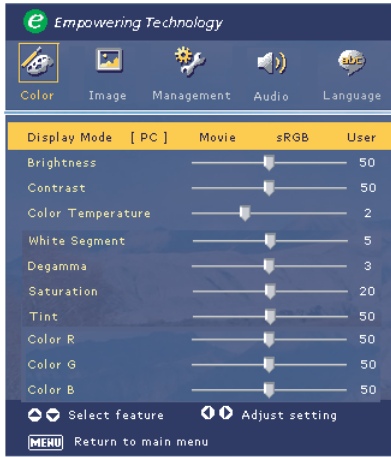 e Empowering Technology
abc
Color Image Management Audio Language
Display Mode [ PC ] Movie sRGB User
Brightness 50
Contrast 50
Color Temperature 2
White Segment 5
Degamma 3
Saturation 20
Tint 50
Color R 50
Color G 50
Color B 50
Select feature Adjust setting
MENU Return to main menu